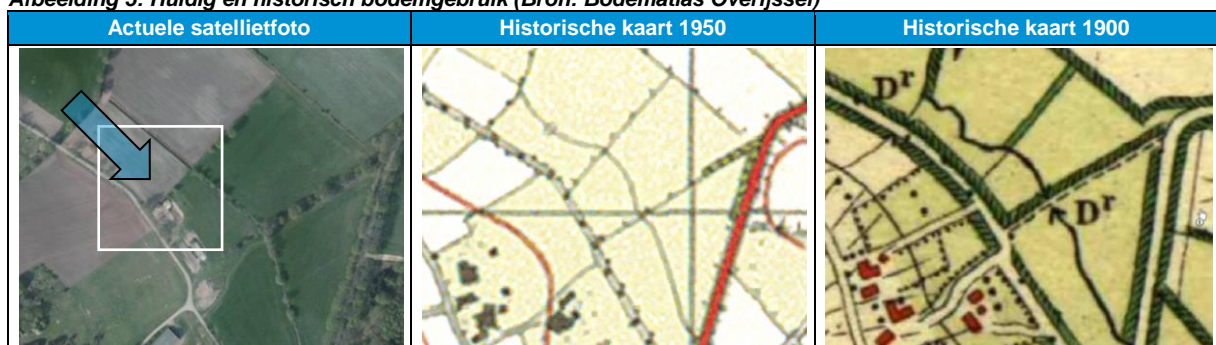 Afbeelding 5: Huidig en historisch bodemgebruik (Bron: Bodematlas Overijssel)
Actuele satellietfoto
Historische kaart 1950
Historische kaart 1900
Dr
Dr